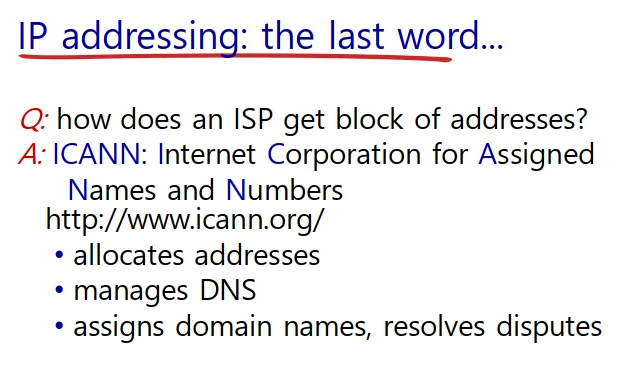 IP addressing: the last word...
Q: how does an ISP get block of addresses?
A: ICANN: Internet Corporation for Assigned
Names and Numbers
http://www.icann.org/
• allocates addresses
• manages DNS
• assigns domain names, resolves disputes